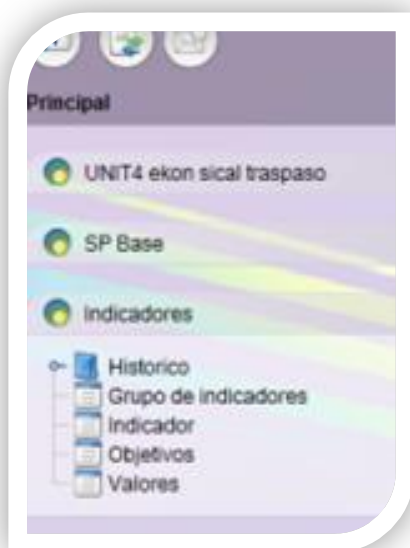 Principal
UNIT4 ekon sical traspaso
SP Base
Indicadores
Historico
Grupo de indicadores
Indicador
Objetivos
Valores